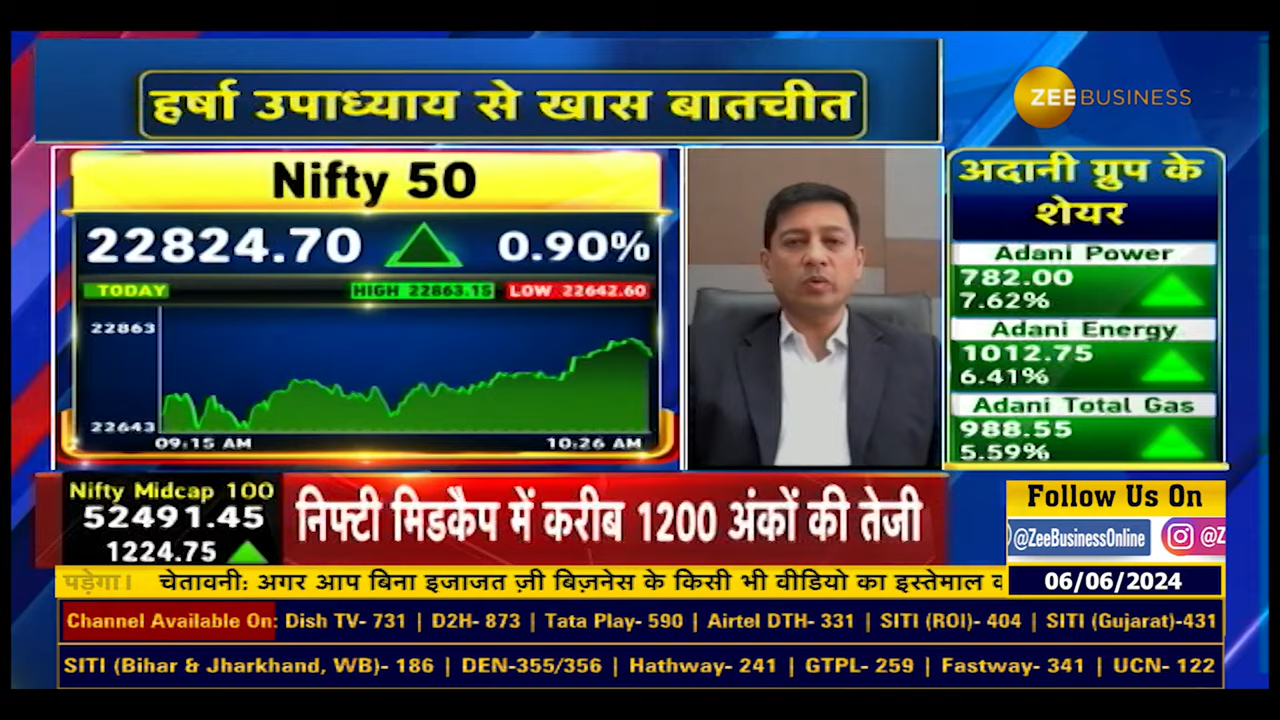 हर्षा उपाध्याय से खास बातचीत
ZEE BUSINESS
Nifty 50
22824.70 0.90%
TODAY HIGH 22863.15 LOW 22642.60
22863
22643
09:15 AM 10:26 AM
अदानी ग्रुप के
शेयर
Adani Power
782.00
7.62%
Adani Energy
1012.75
6.41%
Adani Total Gas
988.55
5.59%
Nifty Midcap 100
52491.45
1224.75
निफ्टी मिडकैप में करीब 1200 अंकों की तेजी
Follow Us On
@ZeeBusinessOnline @Z
पड़ेगा। चेतावनी: अगर आप बिना इजाजत ज़ी बिज़नेस के किसी भी वीडियो का इस्तेमाल
06/06/2024
Channel Available On: Dish TV- 731 | D2H- 873 | Tata Play- 590 | Airtel DTH- 331 | SITI (ROI)- 404 | SITI (Gujarat)-431
SITI (Bihar & Jharkhand, WB)- 186 | DEN-355/356 | Hathway- 241 | GTPL- 259 | Fastway- 341 | UCN- 122